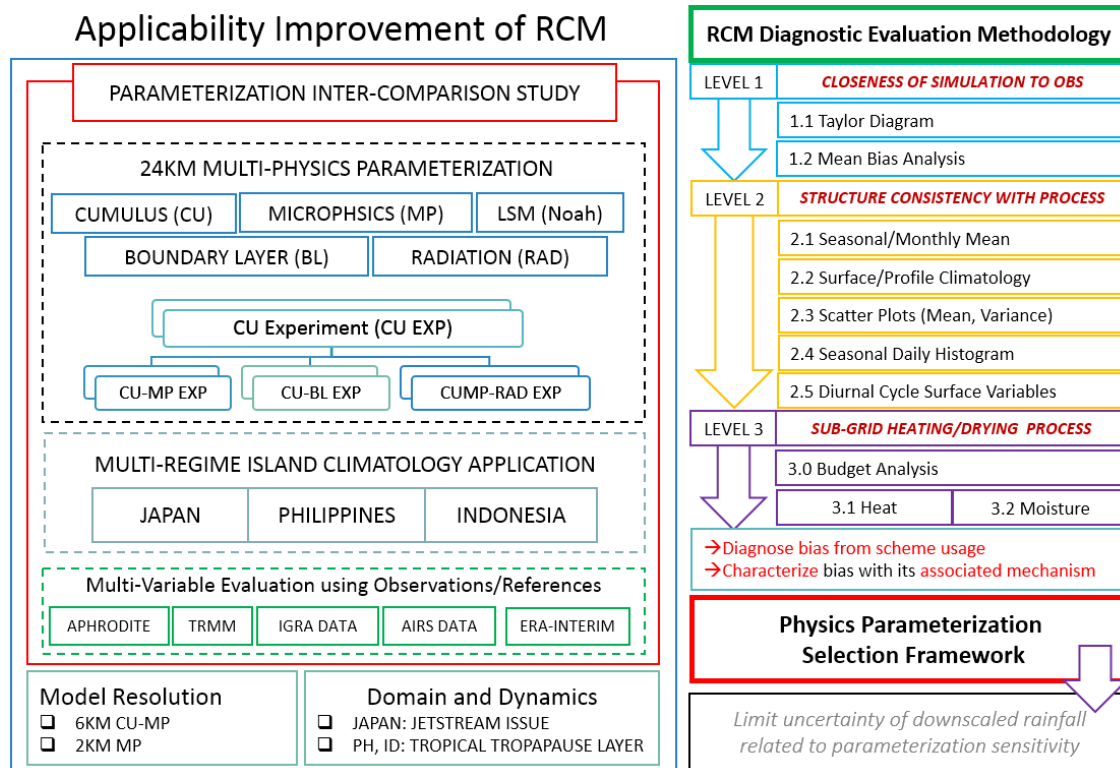 Applicability Improvement of RCM
PARAMETERIZATION INTER-COMPARISON STUDY
24KM MULTI-PHYSICS PARAMETERIZATION
CUMULUS (CU)
MICROPHSICS (MP)
LSM (Noah)
BOUNDARY LAYER (BL)
RADIATION (RAD)
CU Experiment (CU EXP)
CU-MP EXP
CU-BL EXP
CUMP-RAD EXP
MULTI-REGIME ISLAND CLIMATOLOGY APPLICATION
JAPAN
PHILIPPINES
INDONESIA
Multi-Variable Evaluation using Observations/References
APHRODITE
TRMM
IGRA DATA
AIRS DATA
ERA-INTERIM
Model Resolution
6KM CU-MP
2KM MP
Domain and Dynamics
JAPAN: JETSTREAM ISSUE
PH, ID: TROPICAL TROPAPAUSE LAYER
RCM Diagnostic Evaluation Methodology
LEVEL 1
CLOSENESS OF SIMULATION TO OBS
1.1 Taylor Diagram
1.2 Mean Bias Analysis
LEVEL 2
STRUCTURE CONSISTENCY WITH PROCESS
2.1 Seasonal/Monthly Mean
2.2 Surface/Profile Climatology
2.3 Scatter Plots (Mean, Variance)
2.4 Seasonal Daily Histogram
2.5 Diurnal Cycle Surface Variables
LEVEL 3
SUB-GRID HEATING/DRYING PROCESS
3.0 Budget Analysis
3.1 Heat
3.2 Moisture
→Diagnose bias from scheme usage
→Characterize bias with its associated mechanism
Physics Parameterization
Selection Framework
Limit uncertainty of downscaled rainfall
related to parameterization sensitivity